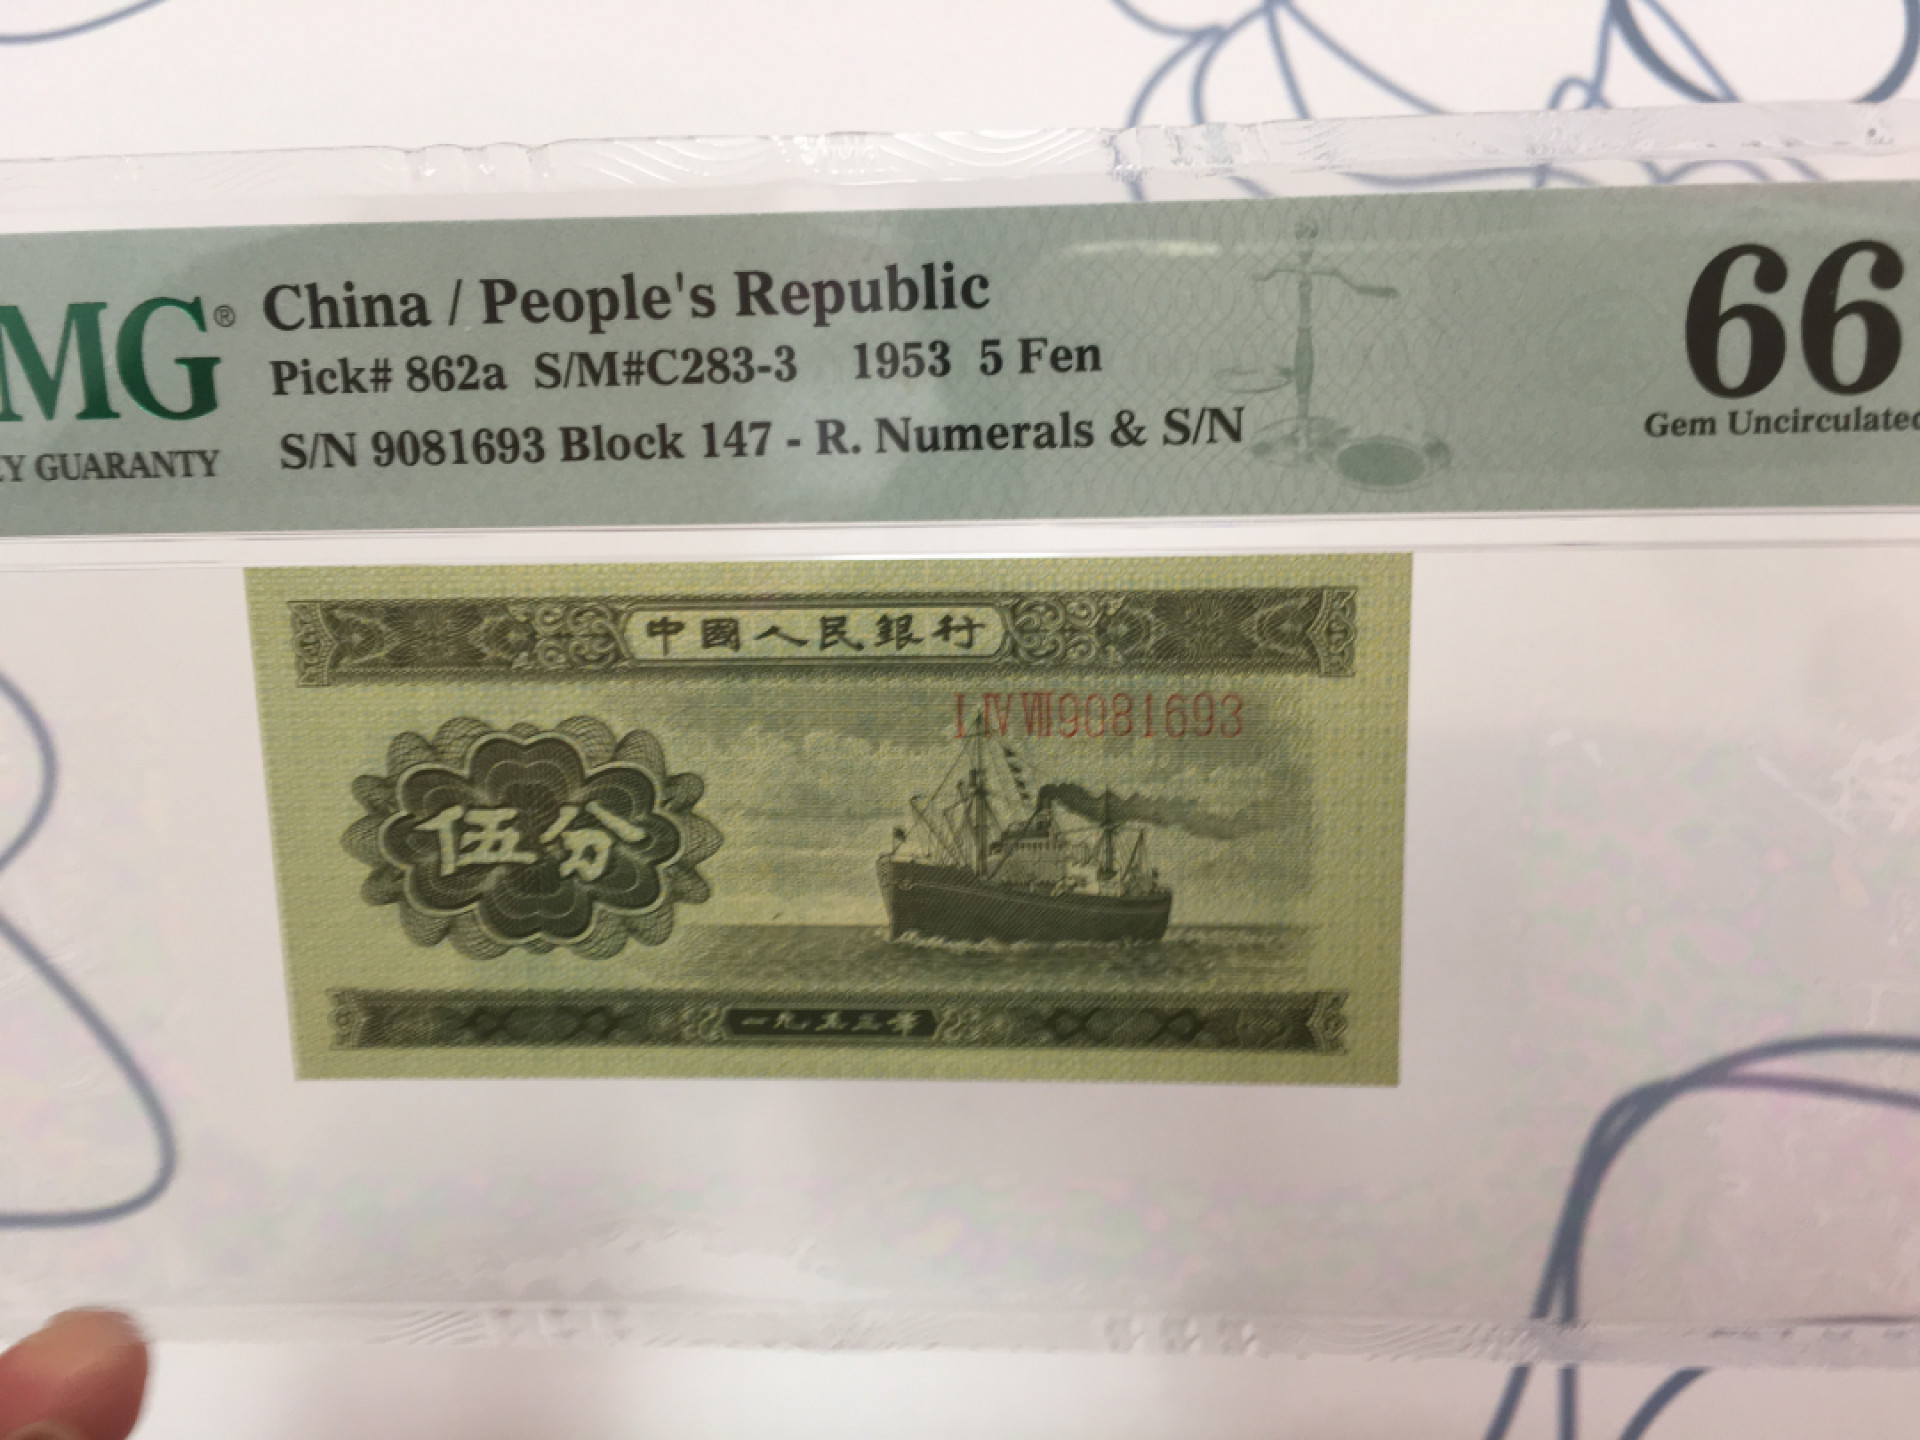 MG® China / People's Republic
Pick# 862a S/M#C283-3 1953 5 Fen
Y GUARANTY S/N 9081693 Block 147 - R. Numerals & S/N
66
Gem Uncirculated
中國人民銀行
I IV VII 9081693
伍分
一九五三年